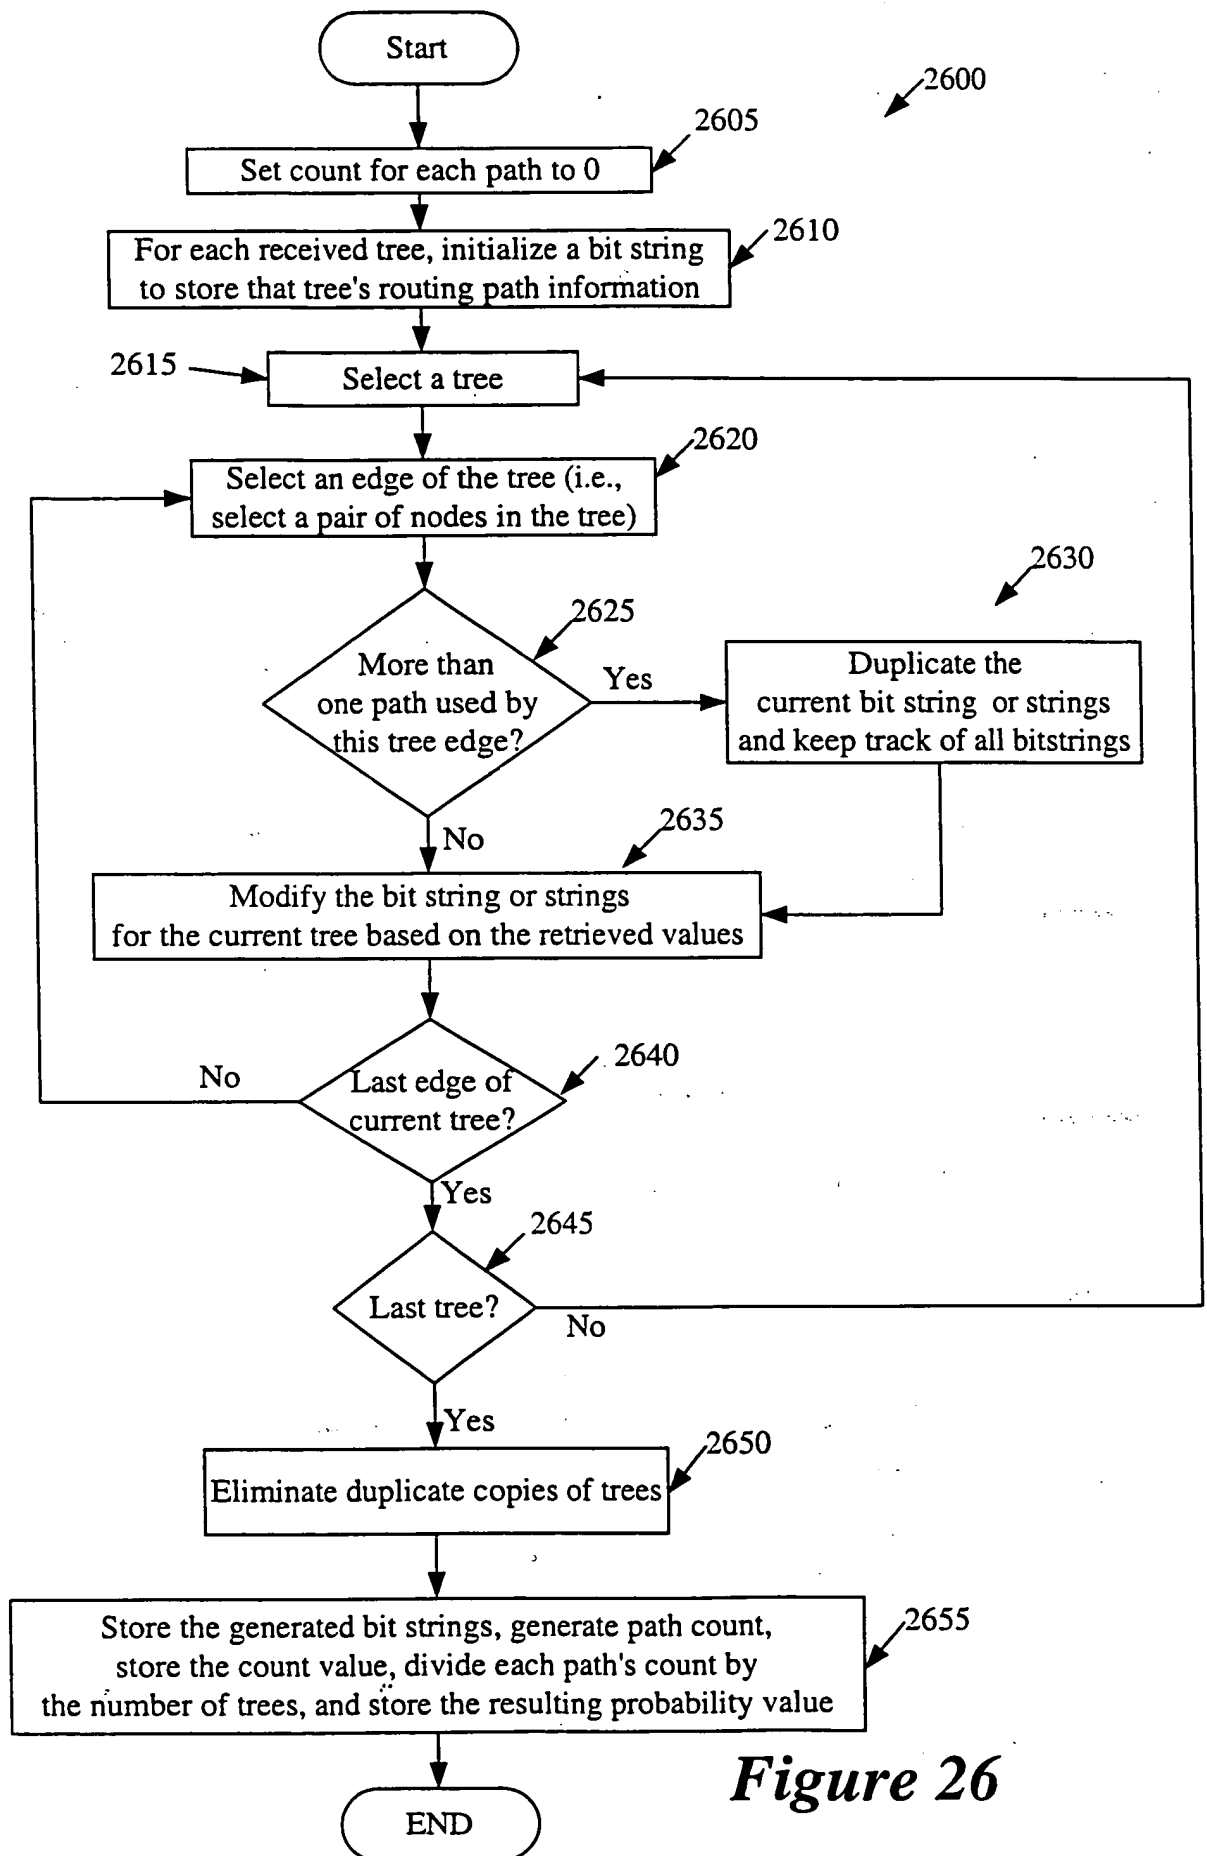 Start
2600
2605
Set count for each path to 0
2610
For each received tree, initialize a bit string
to store that tree's routing path information
2615
Select a tree
2620
Select an edge of the tree (i.e.,
select a pair of nodes in the tree)
2630
2625
More than
one path used by
this tree edge?
Yes
Duplicate the
current bit string or strings
and keep track of all bitstrings
No
2635
Modify the bit string or strings
for the current tree based on the retrieved values
2640
No
Last edge of
current tree?
Yes
2645
Last tree?
No
Yes
2650
Eliminate duplicate copies of trees
2655
Store the generated bit strings, generate path count,
store the count value, divide each path's count by
the number of trees, and store the resulting probability value
Figure 26
END